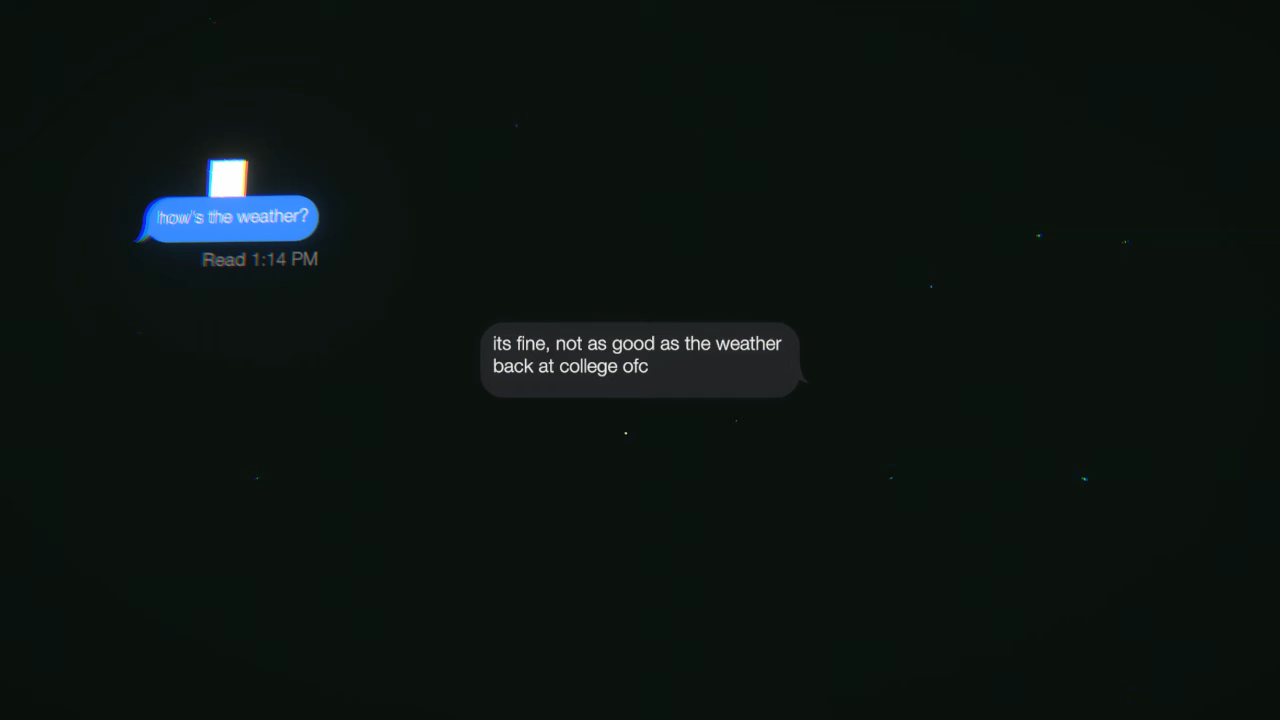 how's the weather?
Read 1:14 PM
its fine, not as good as the weather
back at college ofc